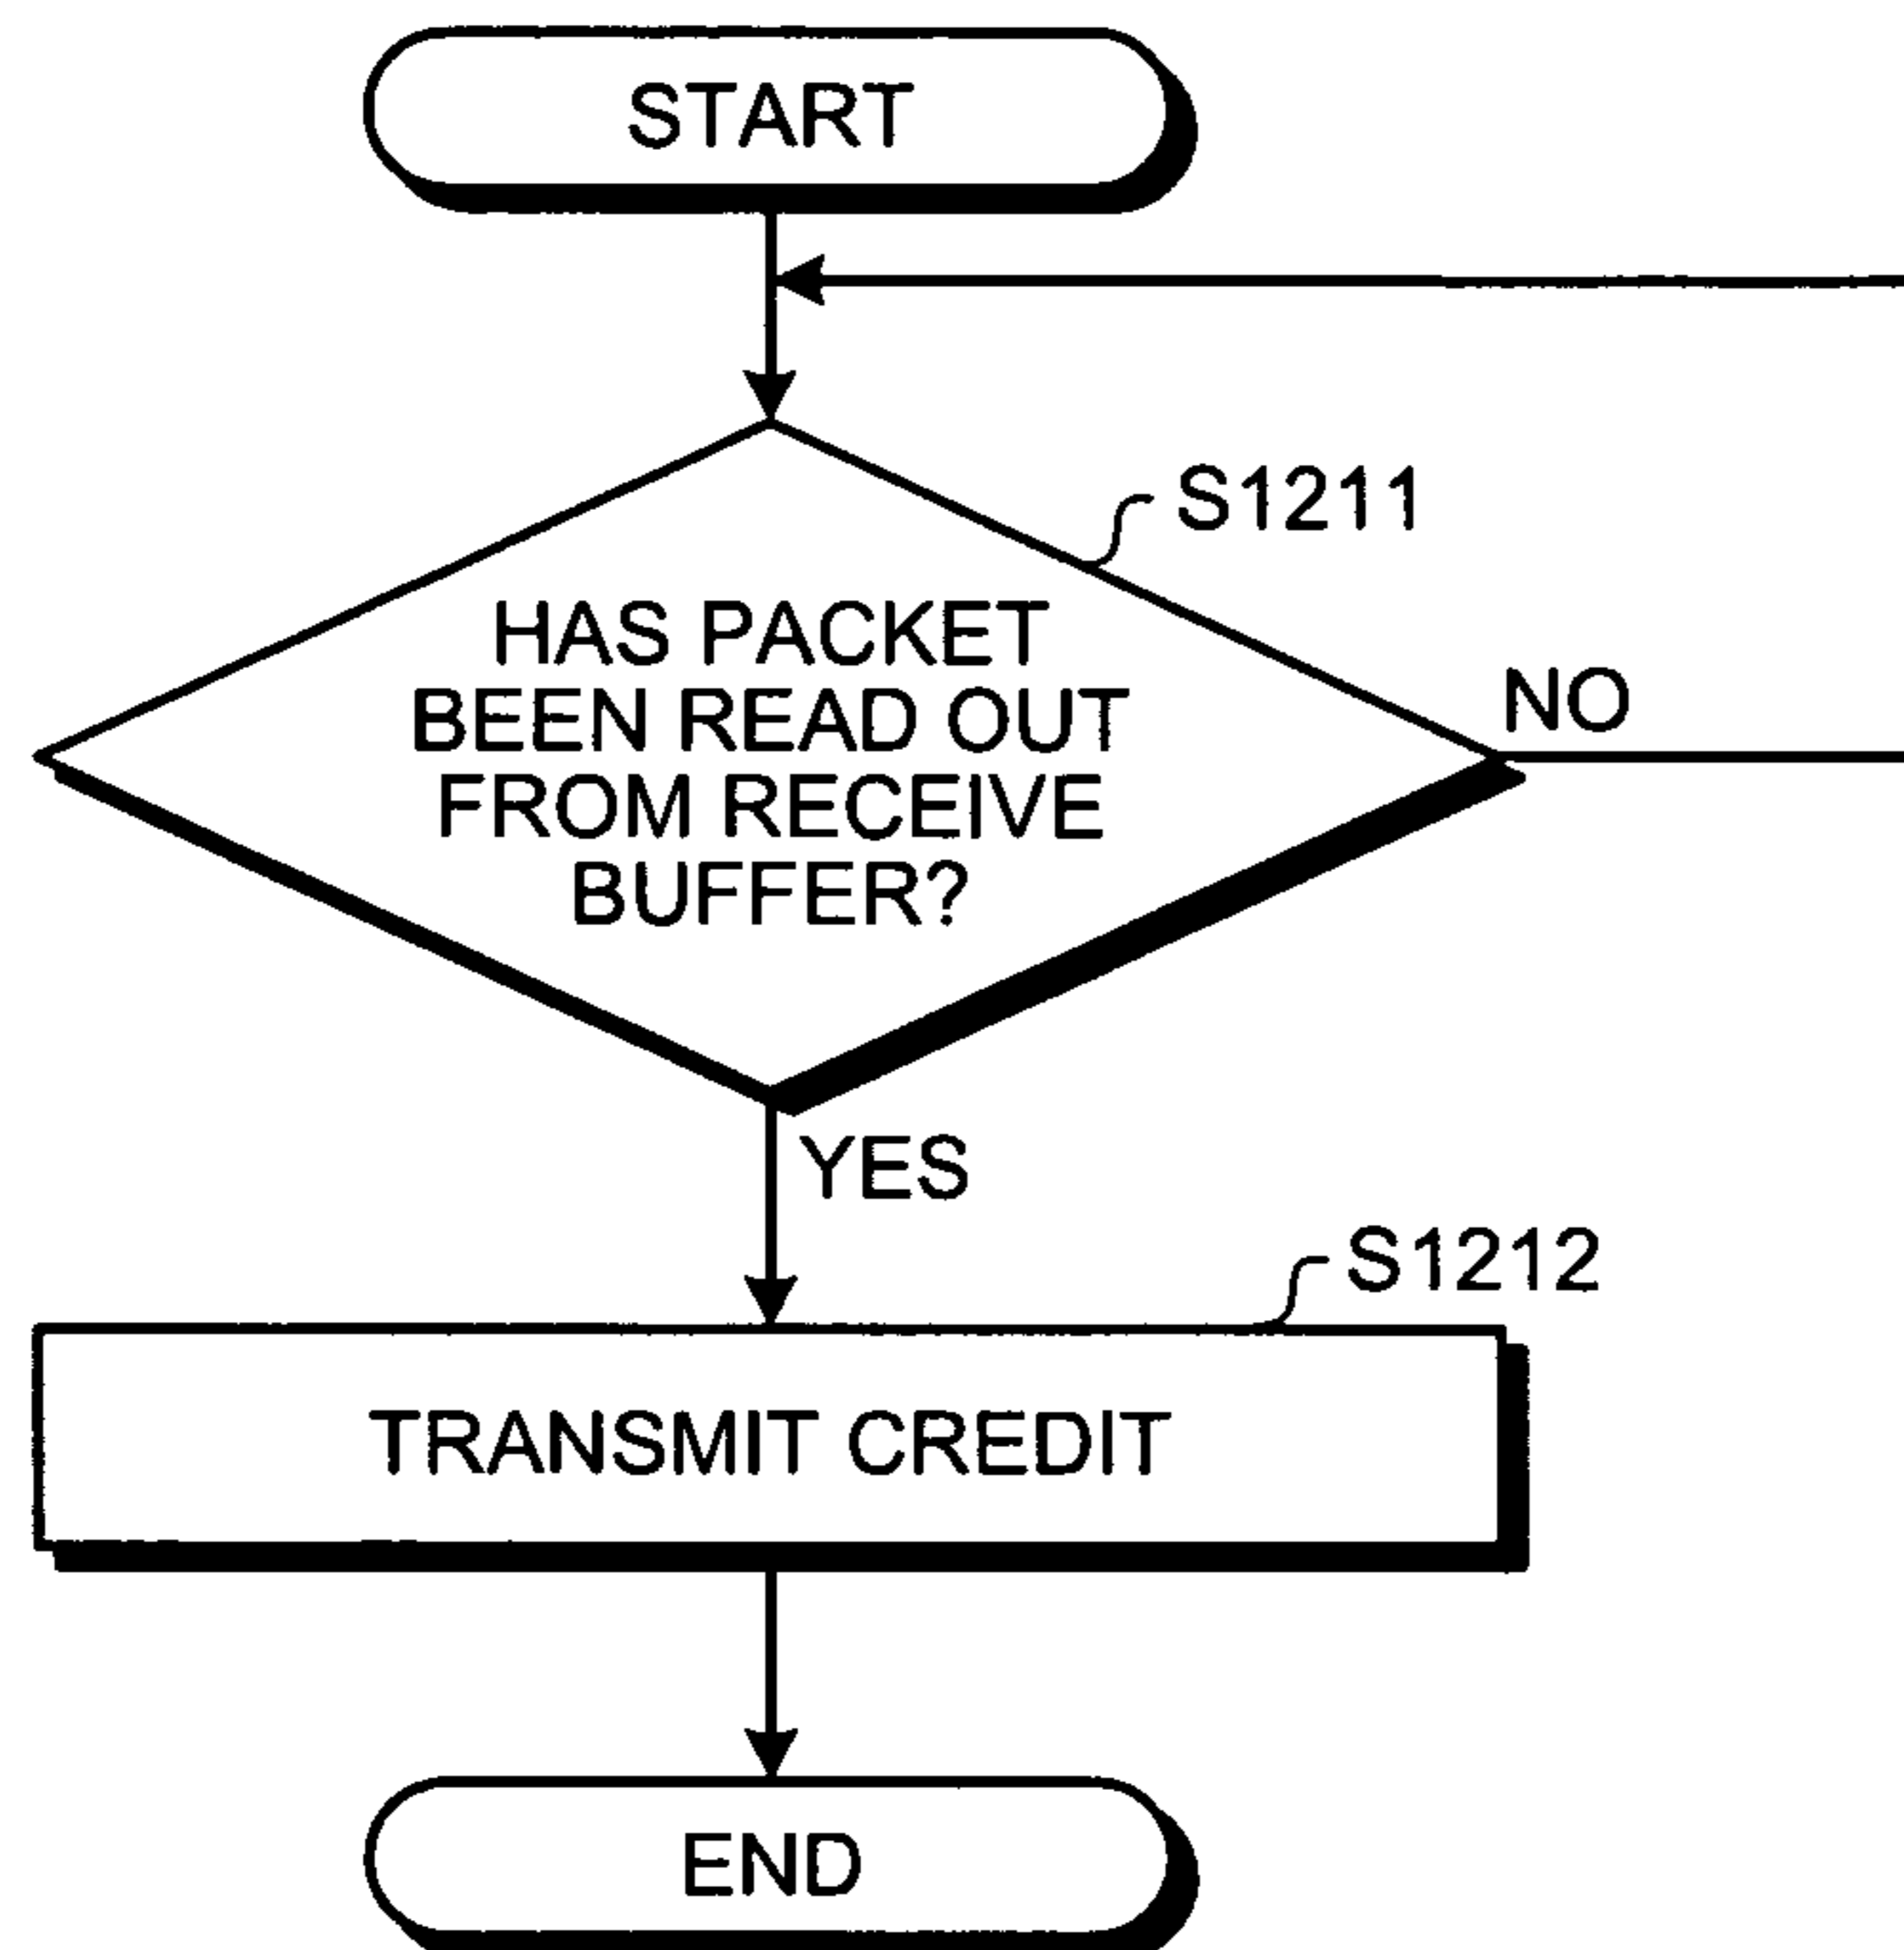 START
S1211
HAS PACKET
BEEN READ OUT
FROM RECEIVE
BUFFER?
NO
YES
S1212
TRANSMIT CREDIT
END